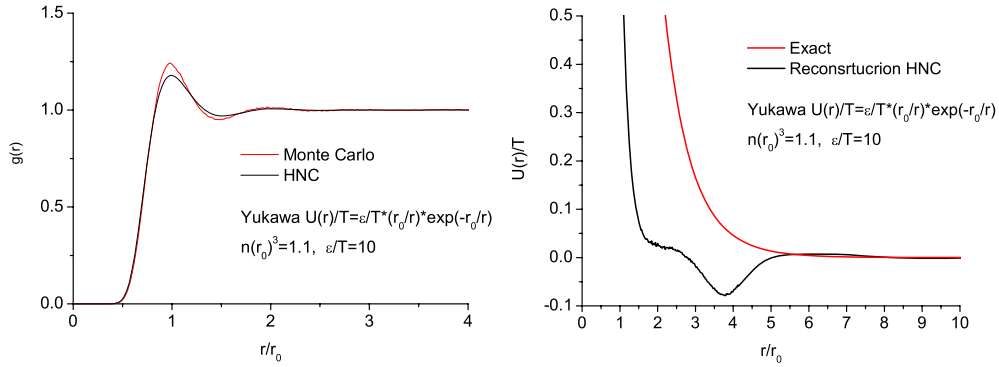 1.5
1.0
0.5
0.0
g(r)
Monte Carlo
HNC
Yukawa U(r)/T=ε/T*(r₀/r)*exp(-r₀/r)
n(r₀)³=1.1, ε/T=10
0 1 2 3 4
r/r₀
0.5
0.4
0.3
0.2
0.1
0.0
-0.1
U(r)/T
Exact
Reconsrtucrion HNC
Yukawa U(r)/T=ε/T*(r₀/r)*exp(-r₀/r)
n(r₀)³=1.1, ε/T=10
0 1 2 3 4 5 6 7 8 9 10
r/r₀